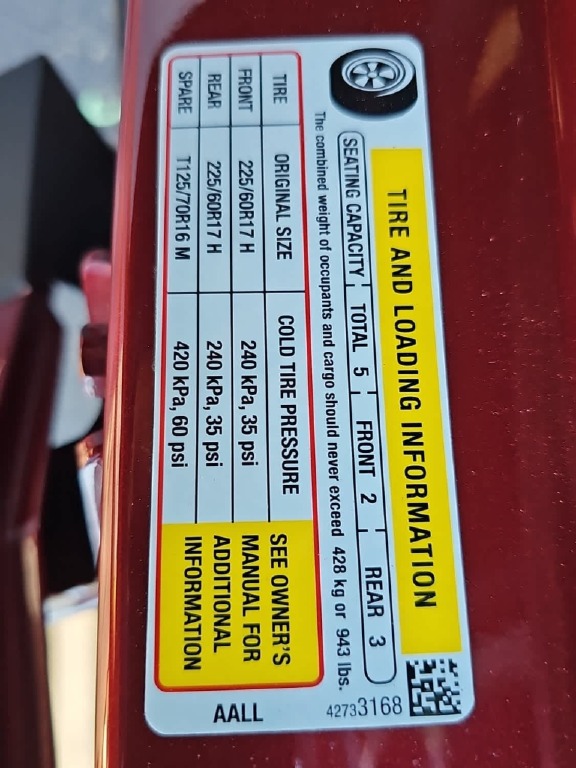 TIRE AND LOADING INFORMATION
SEATING CAPACITY TOTAL 5 FRONT 2 REAR 3
The combined weight of occupants and cargo should never exceed 428 kg or 943 lbs.
TIRE ORIGINAL SIZE COLD TIRE PRESSURE
FRONT 225/60R17 H 240 kPa, 35 psi
REAR 225/60R17 H 240 kPa, 35 psi
SPARE T125/70R16 M 420 kPa, 60 psi
SEE OWNER'S
MANUAL FOR
ADDITIONAL
INFORMATION
42733168
AALL